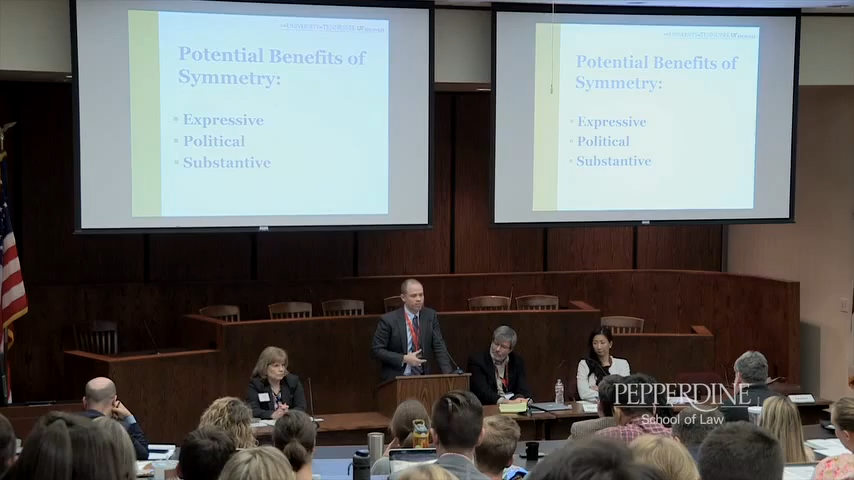 Potential Benefits of
Symmetry:
Expressive
Political
Substantive
Potential Benefits of
Symmetry:
Expressive
Political
Substantive
PEPPERDINE
School of Law